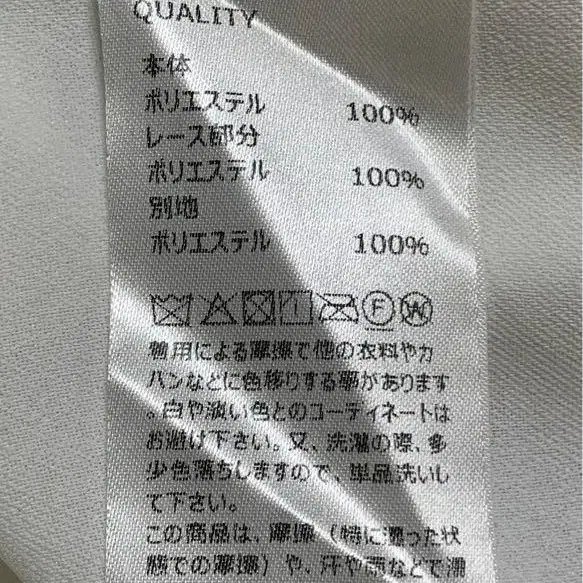 QUALITY
本体
ポリエステル 100%
レース部分
ポリエステル 100%
別地
ポリエステル 100%
F W
着用による摩擦で他の衣料やカ
バンなどに色移りする事があります
。白や淡い色とのコーディネートは
お避け下さい。又、洗濯の際、多
少色落ちしますので、単品洗いし
て下さい。
この商品は、摩擦(特に湿った状
態での摩擦)や、汗や雨などで湿